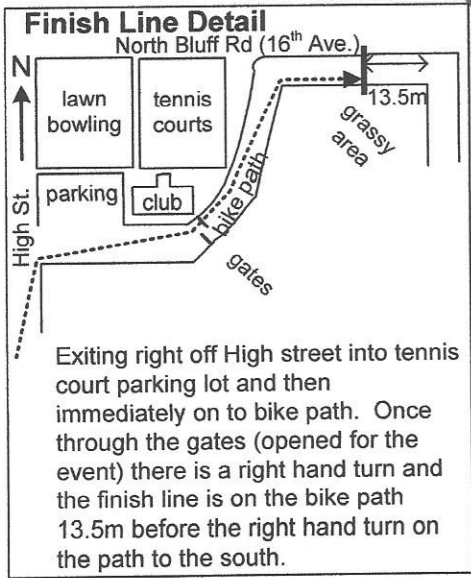 Finish Line Detail
North Bluff Rd (16th Ave.)
N
lawn
bowling
tennis
courts
13.5m
grassy
area
parking
club
bike path
High St.
gates
Exiting right off High street into tennis
court parking lot and then
immediately on to bike path. Once
through the gates (opened for the
event) there is a right hand turn and
the finish line is on the bike path
13.5m before the right hand turn on
the path to the south.